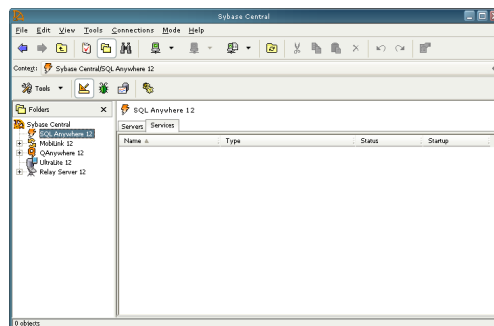 Sybase Central
File Edit View Tools Connections Mode Help
Context: Sybase Central/SQL Anywhere 12
Tools
Folders
SQL Anywhere 12
Sybase Central
SQL Anywhere 12
MobiLink 12
QAnywhere 12
UltraLite 12
Relay Server 12
Servers Services
Name Type Status Startup
0 objects